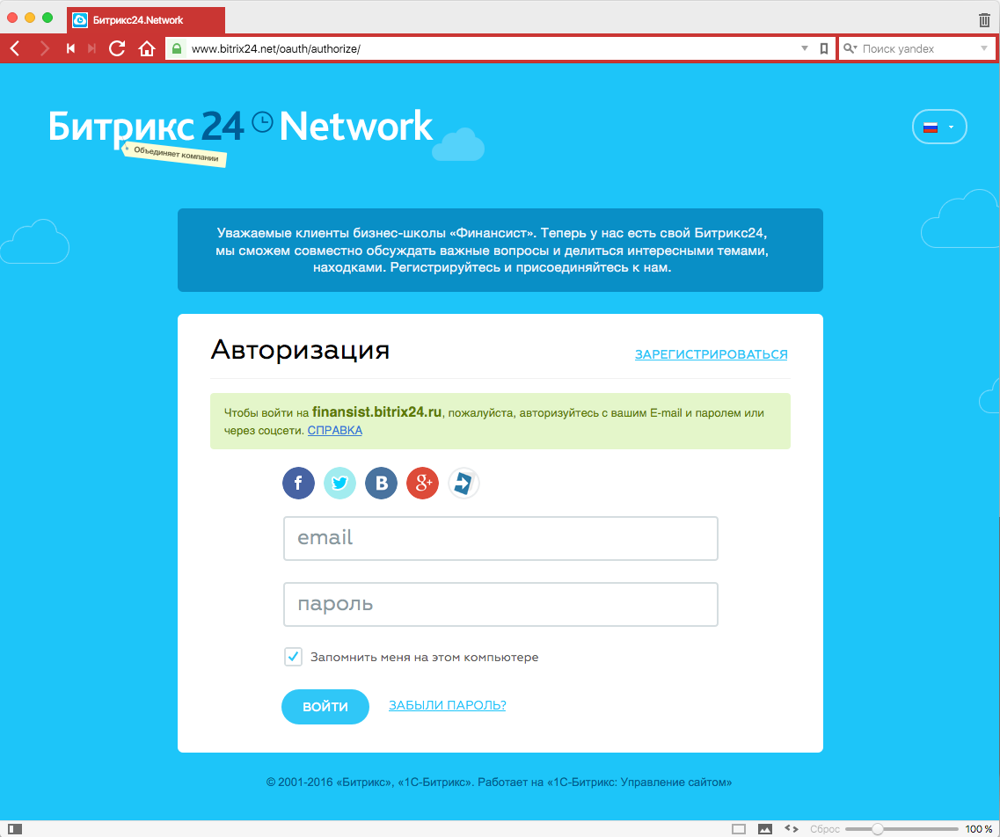 Битрикс24.Network
www.bitrix24.net/oauth/authorize/
Поиск yandex
Битрикс 24 Network
Объединяет компании
Уважаемые клиенты бизнес-школы «Финансист». Теперь у нас есть свой Битрикс24,
мы сможем совместно обсуждать важные вопросы и делиться интересными темами,
находками. Регистрируйтесь и присоединяйтесь к нам.
Авторизация
ЗАРЕГИСТРИРОВАТЬСЯ
Чтобы войти на finansist.bitrix24.ru, пожалуйста, авторизуйтесь с вашим E-mail и паролем или
через соцсети. СПРАВКА
f
B
g+
email
пароль
Запомнить меня на этом компьютере
ВОЙТИ
ЗАБЫЛИ ПАРОЛЬ?
© 2001-2016 «Битрикс», «1С-Битрикс». Работает на «1С-Битрикс: Управление сайтом»
Сброс
100 %